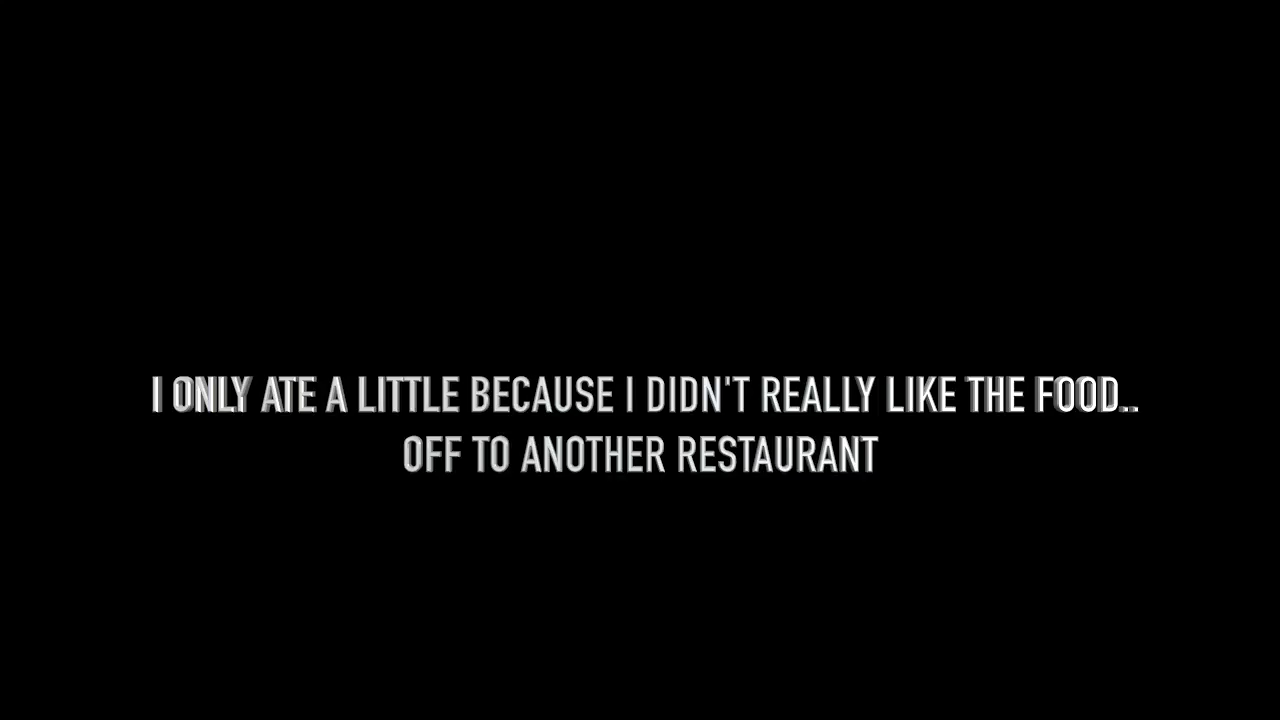 I ONLY ATE A LITTLE BECAUSE I DIDN'T REALLY LIKE THE FOOD..
OFF TO ANOTHER RESTAURANT